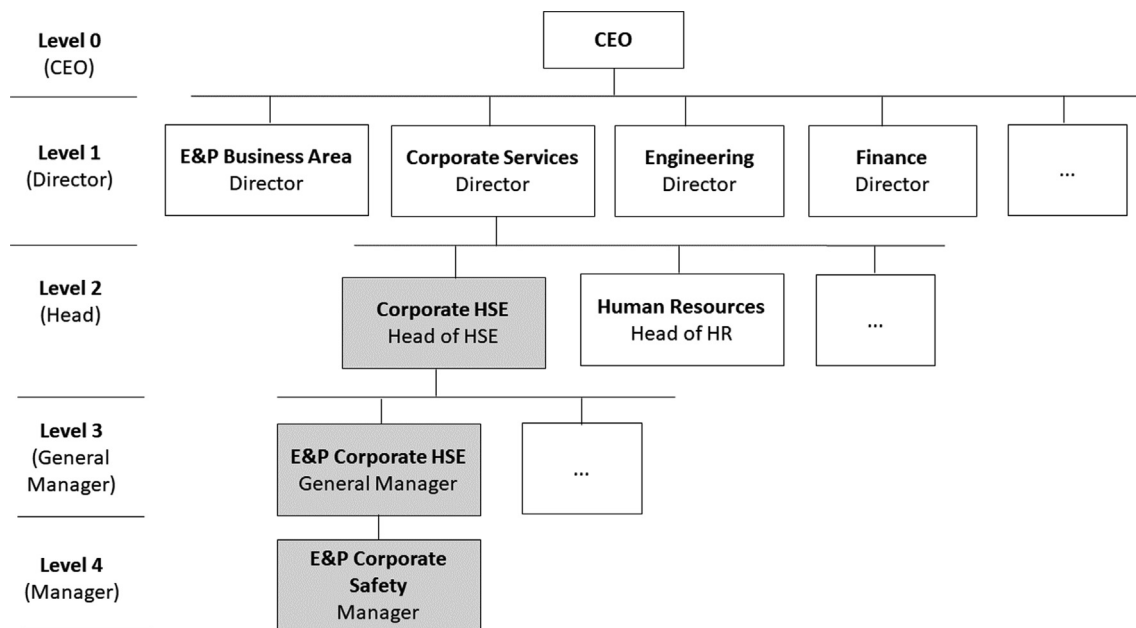 Level 0
(CEO)
CEO
Level 1
(Director)
E&P Business Area
Director
Corporate Services
Director
Engineering
Director
Finance
Director
...
Level 2
(Head)
Corporate HSE
Head of HSE
Human Resources
Head of HR
...
Level 3
(General
Manager)
E&P Corporate HSE
General Manager
...
Level 4
(Manager)
E&P Corporate
Safety
Manager